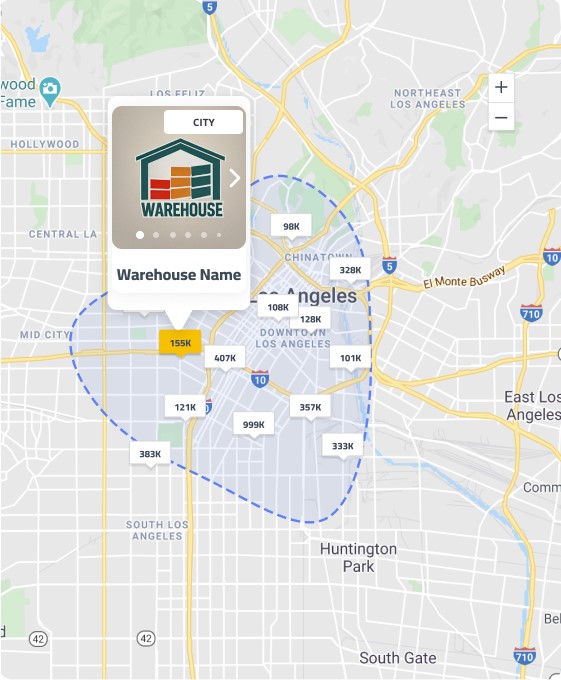 5
wood
Fame
LOS FELIZ
NORTHEAST
LOS ANGELES
+
−
CITY
HOLLYWOOD
WAREHOUSE
CENTRAL LA
98K
CHINATOWN
328K
5
10
El Monte Busway
Warehouse Name
Los Angeles
108K
128K
710
MID CITY
DOWNTOWN
LOS ANGELES
155K
407K
101K
10
121K
357K
East Los
Angeles
999K
333K
383K
Comm
SOUTH LOS
ANGELES
Huntington
Park
Bel
42
42
South Gate
710